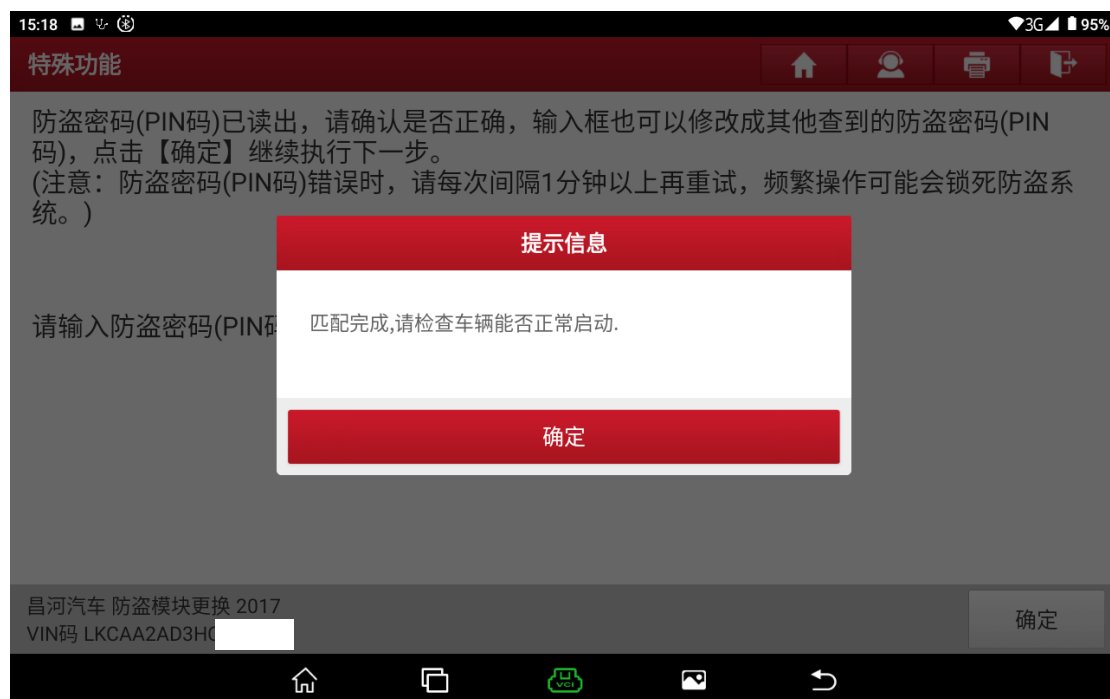 15:18 3G 95%
特殊功能
防盗密码(PIN码)已读出，请确认是否正确，输入框也可以修改成其他查到的防盗密码(PIN
码)，点击【确定】继续执行下一步。
(注意：防盗密码(PIN码)错误时，请每次间隔1分钟以上再重试，频繁操作可能会锁死防盗系
统。)
提示信息
请输入防盗密码(PIN码
匹配完成,请检查车辆能否正常启动.
确定
昌河汽车 防盗模块更换 2017
VIN码 LKCAA2AD3H
确定
VCI